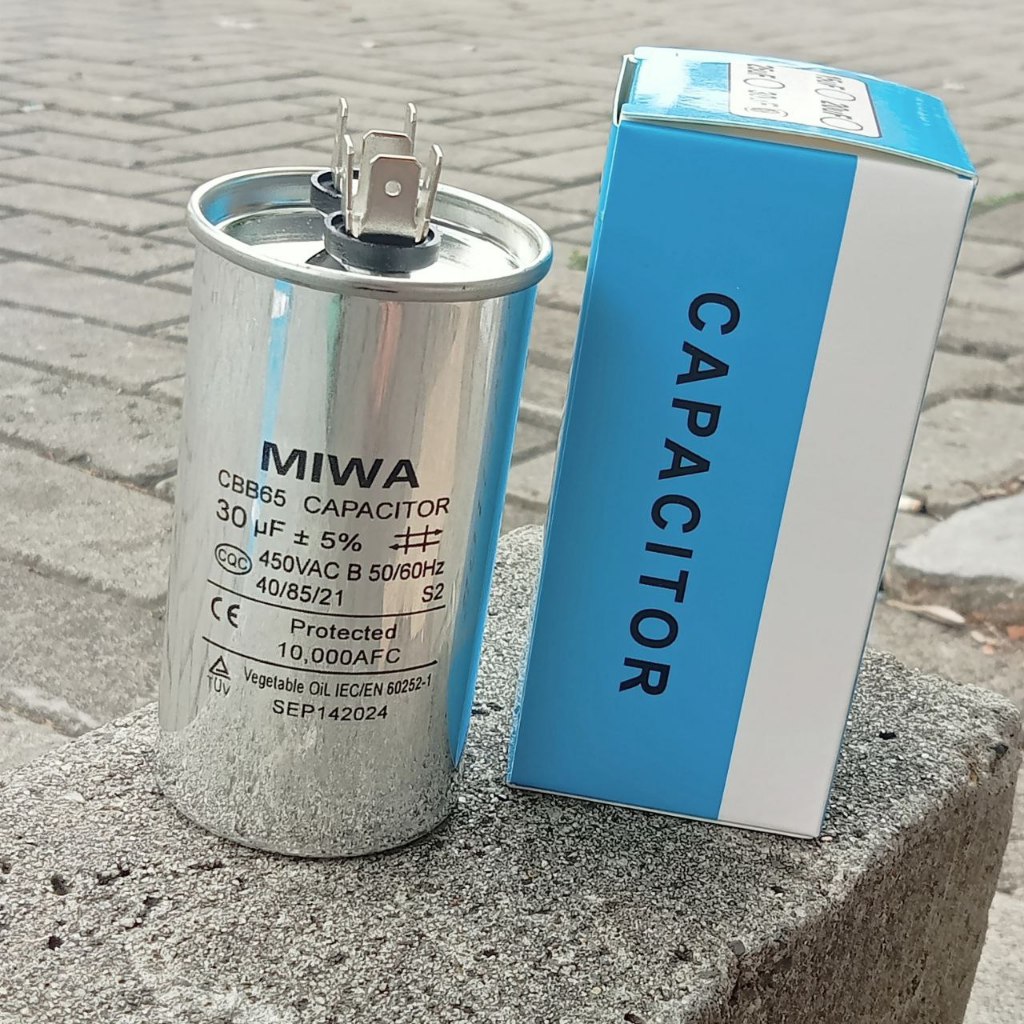 MIWA
CBB65 CAPACITOR
30 µF ± 5%
CQC 450VAC B 50/60Hz
40/85/21 S2
CE Protected
10,000AFC
TÜV Vegetable OiL IEC/EN 60252-1
SEP142024
CAPACITOR